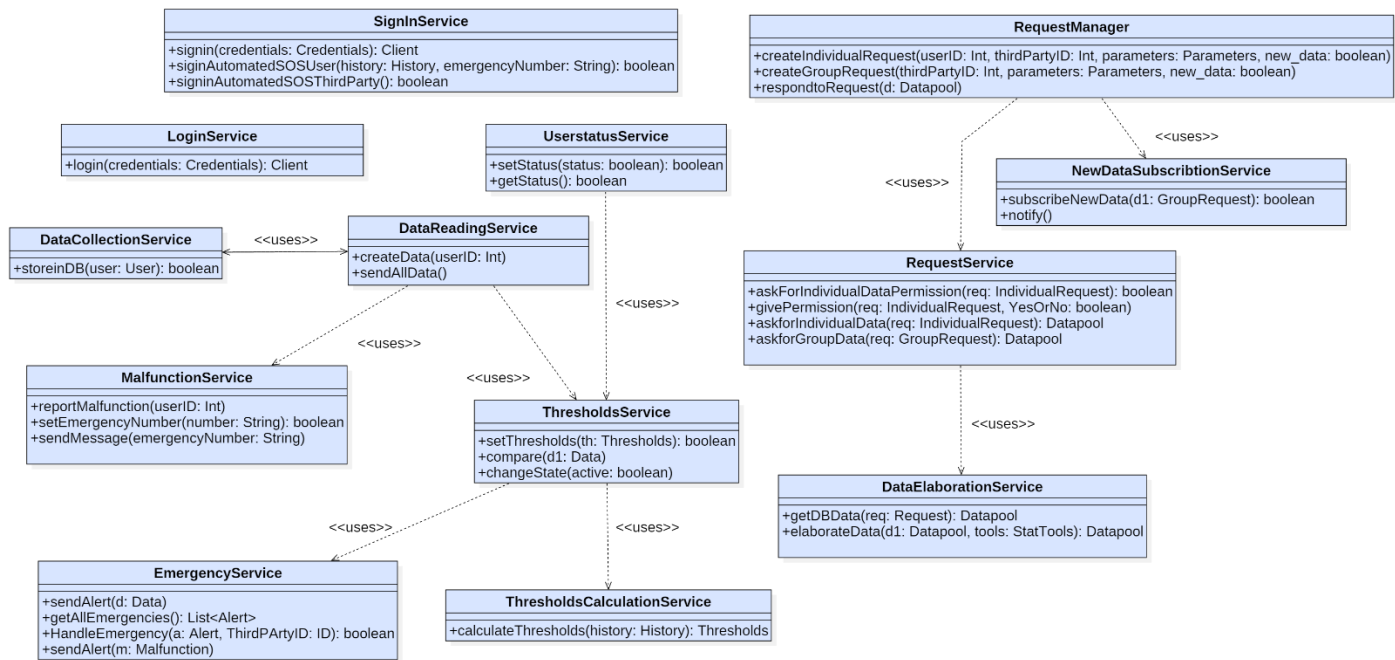 SignInService
+signin(credentials: Credentials): Client
+siginAutomatedSOSUser(history: History, emergencyNumber: String): boolean
+signinAutomatedSOSThirdParty(): boolean
RequestManager
+createIndividualRequest(userID: Int, thirdPartyID: Int, parameters: Parameters, new_data: boolean)
+createGroupRequest(thirdPartyID: Int, parameters: Parameters, new_data: boolean)
+respondtoRequest(d: Datapool)
LoginService
+login(credentials: Credentials): Client
UserstatusService
+setStatus(status: boolean): boolean
+getStatus(): boolean
<<uses>>
<<uses>>
NewDataSubscribtionService
+subscribeNewData(d1: GroupRequest): boolean
+notify()
DataCollectionService
+storeinDB(user: User): boolean
<<uses>>
DataReadingService
+createData(userID: Int)
+sendAllData()
<<uses>>
RequestService
+askForIndividualDataPermission(req: IndividualRequest): boolean
+givePermission(req: IndividualRequest, YesOrNo: boolean)
+askforIndividualData(req: IndividualRequest): Datapool
+askforGroupData(req: GroupRequest): Datapool
<<uses>>
<<uses>>
MalfunctionService
+reportMalfunction(userID: Int)
+setEmergencyNumber(number: String): boolean
+sendMessage(emergencyNumber: String)
ThresholdsService
+setThresholds(th: Thresholds): boolean
+compare(d1: Data)
+changeState(active: boolean)
<<uses>>
DataElaborationService
+getDBData(req: Request): Datapool
+elaborateData(d1: Datapool, tools: StatTools): Datapool
<<uses>>
<<uses>>
EmergencyService
+sendAlert(d: Data)
+getAllEmergencies(): List<Alert>
+HandleEmergency(a: Alert, ThirdPArtyID: ID): boolean
+sendAlert(m: Malfunction)
ThresholdsCalculationService
+calculateThresholds(history: History): Thresholds